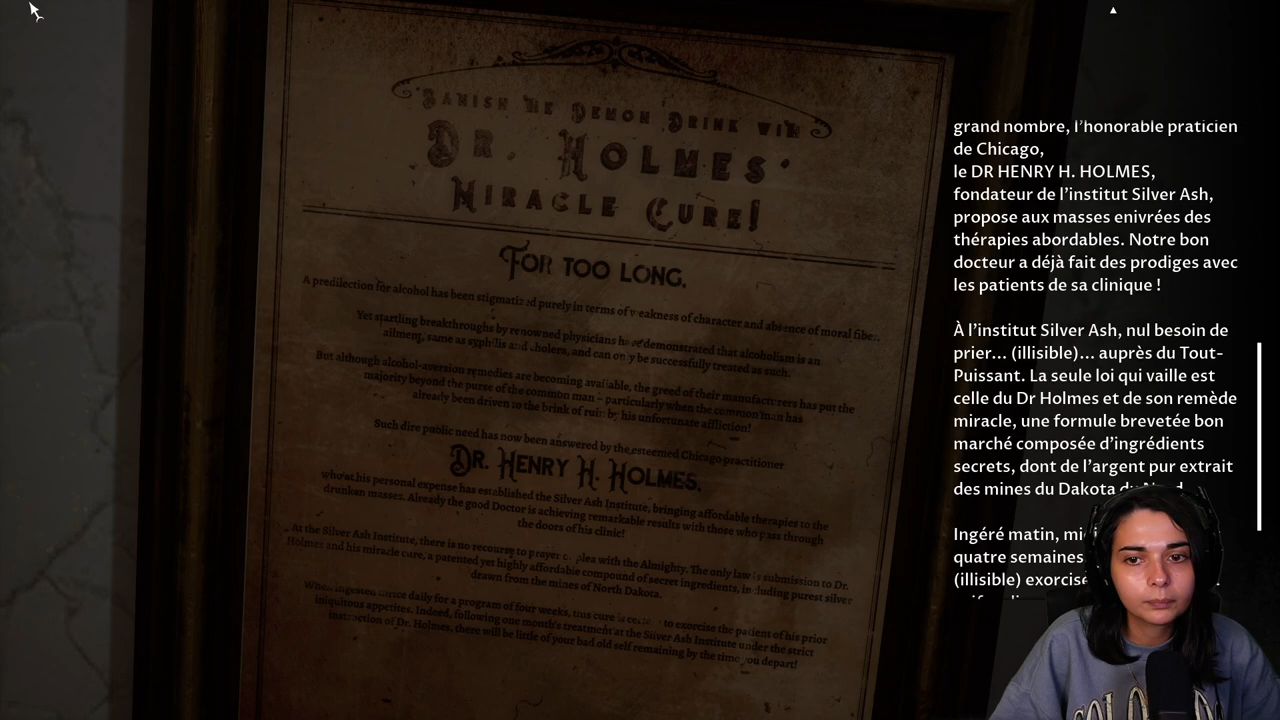 BANISH THE DEMON DRINK WITH
DR. HOLMES'
MIRACLE CURE!
FOR TOO LONG,
A predilection for alcohol has been stigmatized purely in terms of weakness of character and absence of moral fiber.
Yet startling breakthroughs by renowned physicians have demonstrated that alcoholism is an
ailment, same as syphilis and cholera, and can only be successfully treated as such.
But although alcohol-aversion remedies are becoming available, the greed of their manufacturers has put the
majority beyond the purse of the common man – particularly when the common man has
already been driven to the brink of ruin by his unfortunate affliction!
Such dire public need has now been answered by the esteemed Chicago practitioner
DR. HENRY H. HOLMES,
who at his personal expense has established the Silver Ash Institute, bringing affordable therapies to the
drunken masses. Already the good Doctor is achieving remarkable results with those who pass through
the doors of his clinic!
At the Silver Ash Institute, there is no recourse to prayer or plea with the Almighty. The only law is submission to Dr.
Holmes and his miracle cure, a patented yet highly affordable compound of secret ingredients, including purest silver
drawn from the mines of North Dakota.
When ingested thrice daily for a program of four weeks, this cure is to exorcise the patient of his prior
iniquitous appetites. Indeed, following one month's treatment at the Silver Ash Institute under the strict
instruction of Dr. Holmes, there will be little of your bad old self remaining by the time you depart!
grand nombre, l'honorable praticien
de Chicago,
le DR HENRY H. HOLMES,
fondateur de l'institut Silver Ash,
propose aux masses enivrées des
thérapies abordables. Notre bon
docteur a déjà fait des prodiges avec
les patients de sa clinique !
À l'institut Silver Ash, nul besoin de
prier... (illisible)... auprès du Tout-
Puissant. La seule loi qui vaille est
celle du Dr Holmes et de son remède
miracle, une formule brevetée bon
marché composée d'ingrédients
secrets, dont de l'argent pur extrait
des mines du Dakota du Nord
Ingéré matin,
quatre semaines
(illisible)